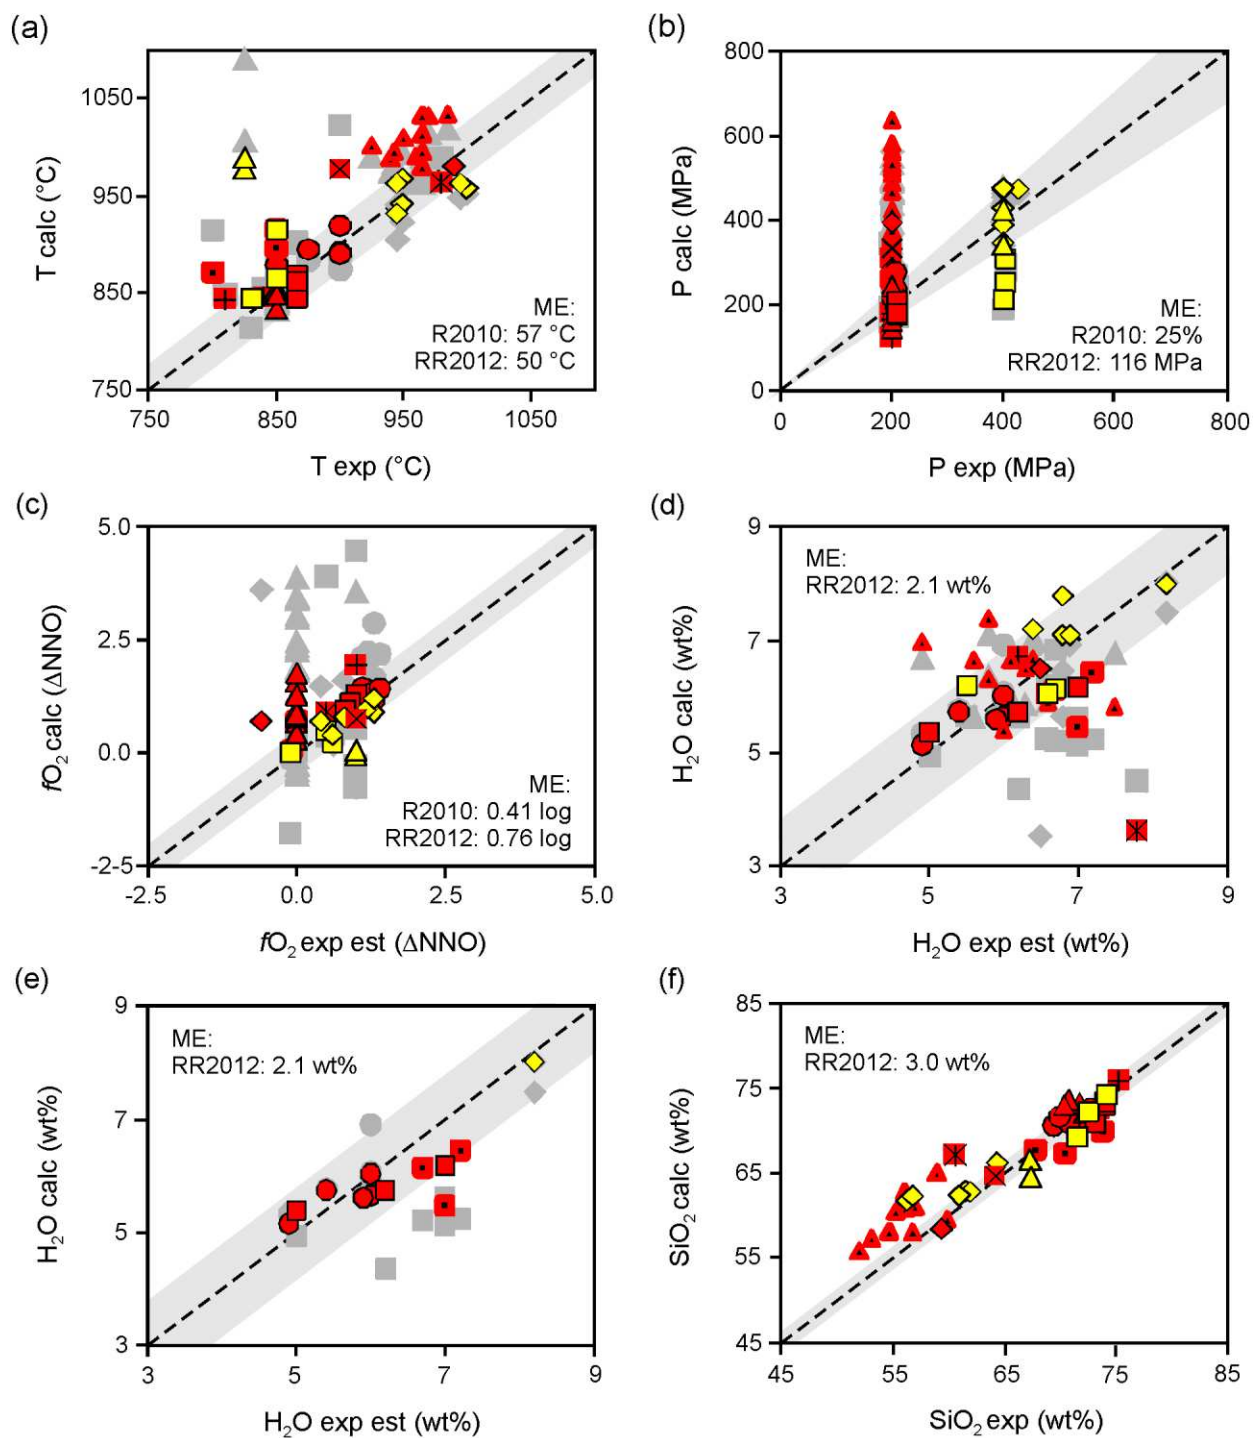 (a)
T calc (°C)
1050
950
850
750
750
850
950
1050
T exp (°C)
ME:
R2010: 57 °C
RR2012: 50 °C
(b)
P calc (MPa)
800
600
400
200
0
0
200
400
600
800
P exp (MPa)
ME:
R2010: 25%
RR2012: 116 MPa
(c)
fO₂ calc (ΔNNO)
5.0
2.5
0.0
-2.5
-2.5
0.0
2.5
5.0
fO₂ exp est (ΔNNO)
ME:
R2010: 0.41 log
RR2012: 0.76 log
(d)
H₂O calc (wt%)
9
7
5
3
3
5
7
9
H₂O exp est (wt%)
ME:
RR2012: 2.1 wt%
(e)
H₂O calc (wt%)
9
7
5
3
3
5
7
9
H₂O exp est (wt%)
ME:
RR2012: 2.1 wt%
(f)
SiO₂ calc (wt%)
85
75
65
55
45
45
55
65
75
85
SiO₂ exp (wt%)
ME:
RR2012: 3.0 wt%